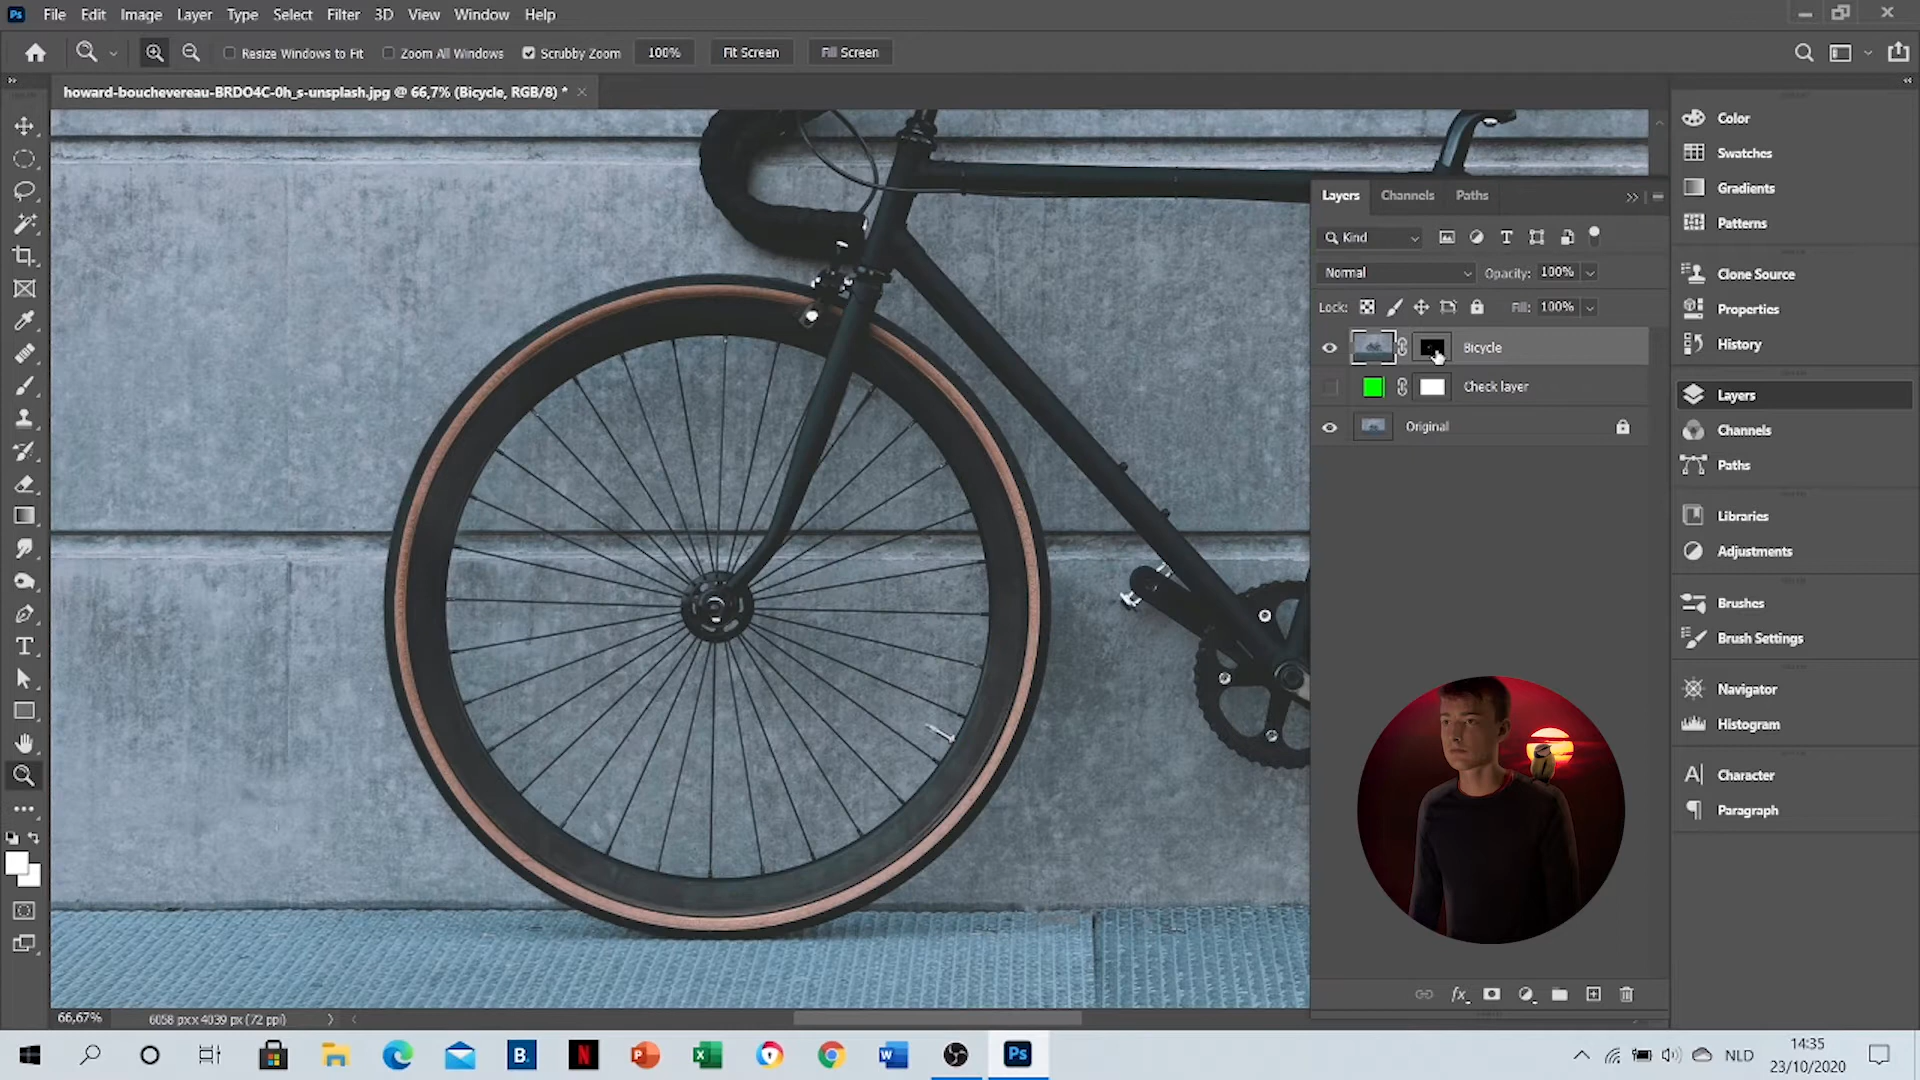 Ps File Edit Image Layer Type Select Filter 3D View Window Help
Resize Windows to Fit Zoom All Windows Scrubby Zoom 100% Fit Screen Fill Screen
howard-bouchevereau-BRDO4C-0h_s-unsplash.jpg @ 66,7% (Bicycle, RGB/8) *
Color
Swatches
Gradients
Patterns
Clone Source
Properties
History
Layers
Channels
Paths
Libraries
Adjustments
Brushes
Brush Settings
Navigator
Histogram
Character
Paragraph
Layers Channels Paths
Kind
Normal Opacity: 100%
Lock: Fill: 100%
Bicycle
Check layer
Original
fx
66,67% 6058 px x 4039 px (72 ppi)
B. N P X W Ps
NLD
14:35
23/10/2020